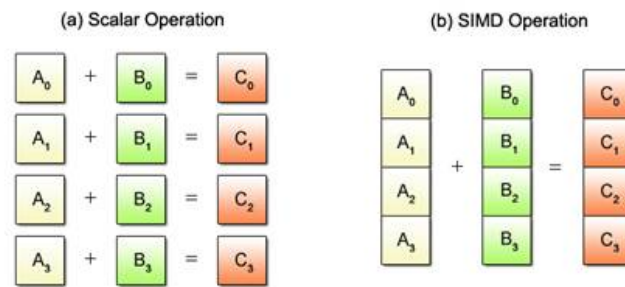 (a) Scalar Operation
A₀ + B₀ = C₀
A₁ + B₁ = C₁
A₂ + B₂ = C₂
A₃ + B₃ = C₃
(b) SIMD Operation
A₀ B₀ C₀
A₁ B₁ C₁
+ =
A₂ B₂ C₂
A₃ B₃ C₃